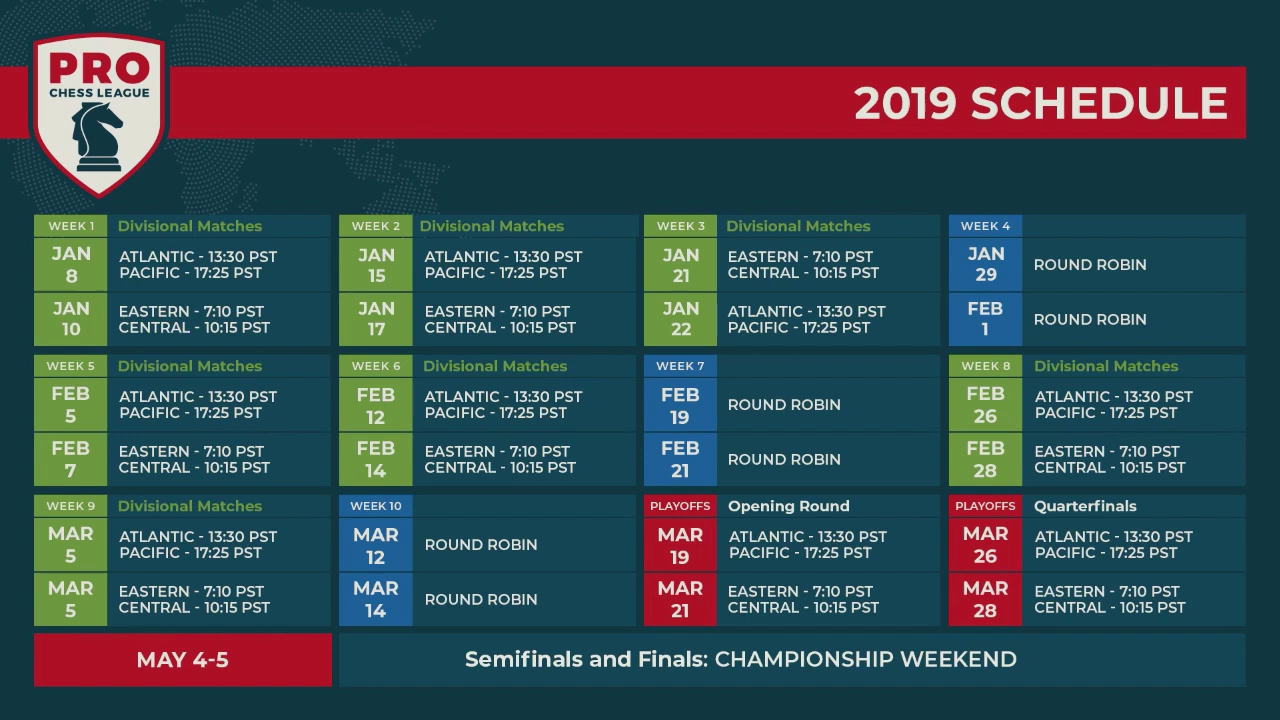 PRO
CHESS LEAGUE
2019 SCHEDULE
WEEK 1 Divisional Matches
JAN 8
ATLANTIC - 13:30 PST
PACIFIC - 17:25 PST
JAN 10
EASTERN - 7:10 PST
CENTRAL - 10:15 PST
WEEK 2 Divisional Matches
JAN 15
ATLANTIC - 13:30 PST
PACIFIC - 17:25 PST
JAN 17
EASTERN - 7:10 PST
CENTRAL - 10:15 PST
WEEK 3 Divisional Matches
JAN 21
EASTERN - 7:10 PST
CENTRAL - 10:15 PST
JAN 22
ATLANTIC - 13:30 PST
PACIFIC - 17:25 PST
WEEK 4
JAN 29
ROUND ROBIN
FEB 1
ROUND ROBIN
WEEK 5 Divisional Matches
FEB 5
ATLANTIC - 13:30 PST
PACIFIC - 17:25 PST
FEB 7
EASTERN - 7:10 PST
CENTRAL - 10:15 PST
WEEK 6 Divisional Matches
FEB 12
ATLANTIC - 13:30 PST
PACIFIC - 17:25 PST
FEB 14
EASTERN - 7:10 PST
CENTRAL - 10:15 PST
WEEK 7
FEB 19
ROUND ROBIN
FEB 21
ROUND ROBIN
WEEK 8 Divisional Matches
FEB 26
ATLANTIC - 13:30 PST
PACIFIC - 17:25 PST
FEB 28
EASTERN - 7:10 PST
CENTRAL - 10:15 PST
WEEK 9 Divisional Matches
MAR 5
ATLANTIC - 13:30 PST
PACIFIC - 17:25 PST
MAR 5
EASTERN - 7:10 PST
CENTRAL - 10:15 PST
WEEK 10
MAR 12
ROUND ROBIN
MAR 14
ROUND ROBIN
PLAYOFFS Opening Round
MAR 19
ATLANTIC - 13:30 PST
PACIFIC - 17:25 PST
MAR 21
EASTERN - 7:10 PST
CENTRAL - 10:15 PST
PLAYOFFS Quarterfinals
MAR 26
ATLANTIC - 13:30 PST
PACIFIC - 17:25 PST
MAR 28
EASTERN - 7:10 PST
CENTRAL - 10:15 PST
MAY 4-5
Semifinals and Finals: CHAMPIONSHIP WEEKEND